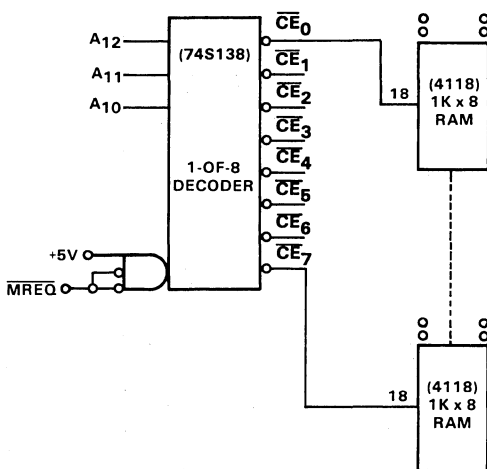 A12
A11
A10
+5V
MREQ
(74S138)
1-OF-8
DECODER
CE0
CE1
CE2
CE3
CE4
CE5
CE6
CE7
18
(4118)
1K x 8
RAM
18
(4118)
1K x 8
RAM